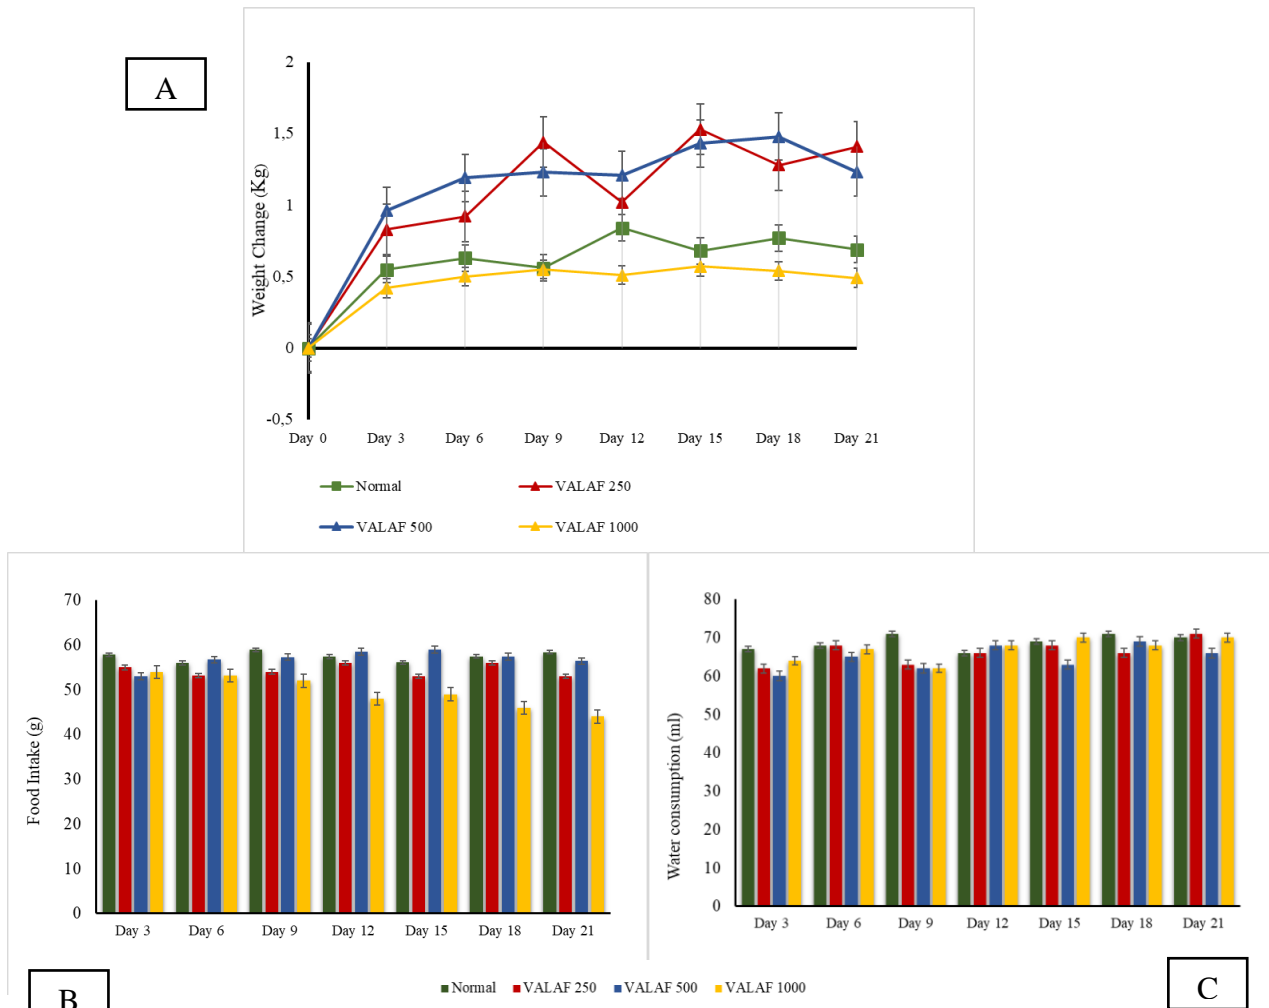 A
2
1,5
1
0,5
0
-0,5
Weight Change (Kg)
Day 0 Day 3 Day 6 Day 9 Day 12 Day 15 Day 18 Day 21
Normal VALAF 250
VALAF 500 VALAF 1000
70
60
50
40
30
20
10
0
Food Intake (g)
Day 3 Day 6 Day 9 Day 12 Day 15 Day 18 Day 21
B
80
70
60
50
40
30
20
10
0
Water consumption (ml)
Day 3 Day 6 Day 9 Day 12 Day 15 Day 18 Day 21
C
Normal VALAF 250 VALAF 500 VALAF 1000